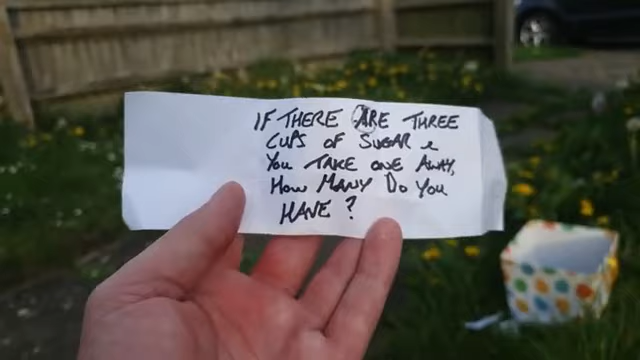 IF THERE ARE THREE
CUPS OF SUGAR &
YOU TAKE ONE AWAY,
HOW MANY DO YOU
HAVE?